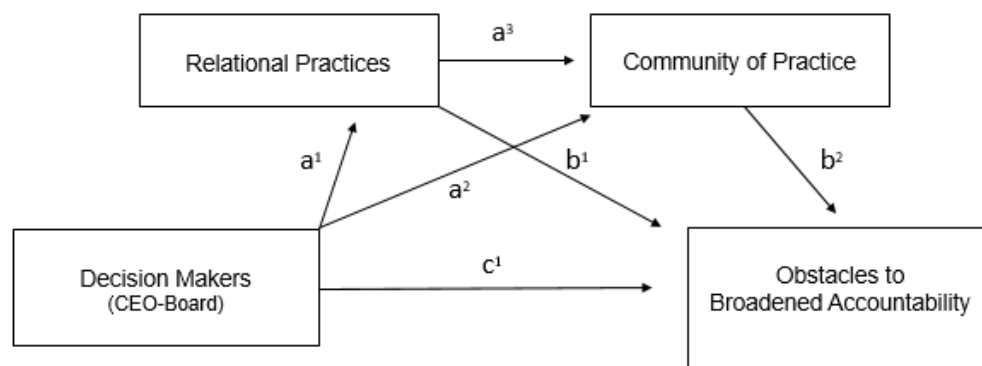 a³
Relational Practices
Community of Practice
a¹
a²
b¹
b²
Decision Makers
(CEO-Board)
c¹
Obstacles to
Broadened Accountability